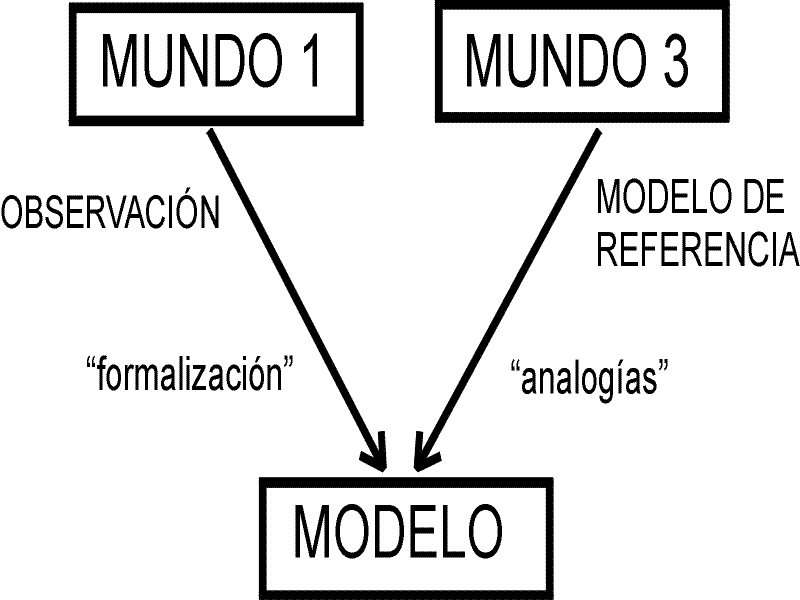 MUNDO 1
MUNDO 3
OBSERVACIÓN
MODELO DE
REFERENCIA
“formalización”
“analogías”
MODELO